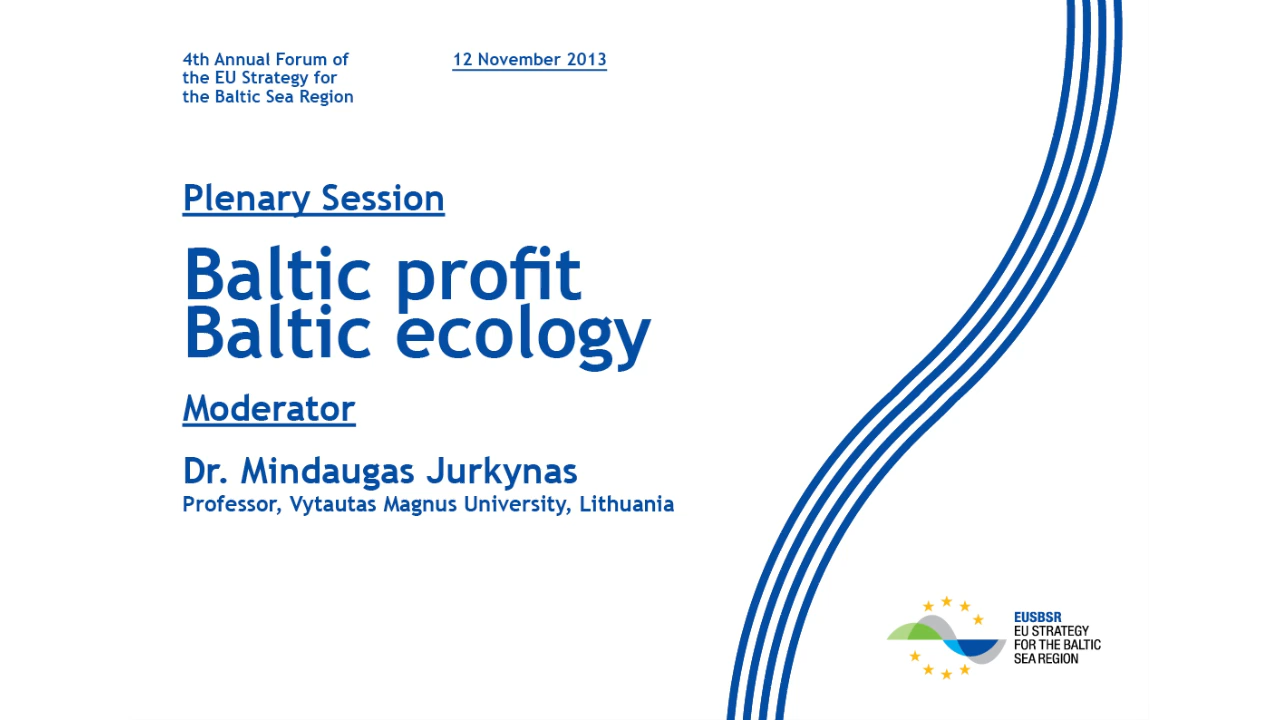 4th Annual Forum of
the EU Strategy for
the Baltic Sea Region
12 November 2013
Plenary Session
Baltic profit
Baltic ecology
Moderator
Dr. Mindaugas Jurkynas
Professor, Vytautas Magnus University, Lithuania
EUSBSR
EU STRATEGY
FOR THE BALTIC
SEA REGION